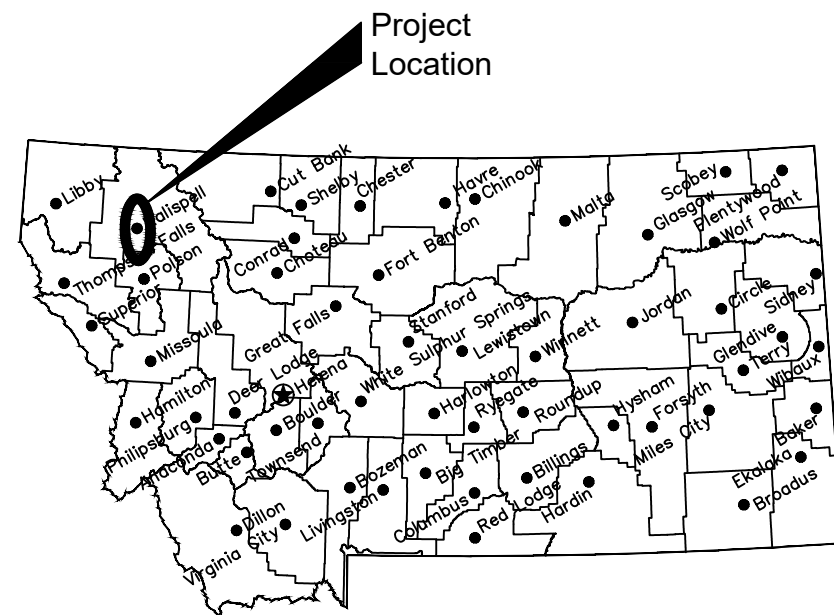 Project
Location
Libby
Kalispell
Cut Bank
Shelby
Chester
Havre
Chinook
Malta
Scobey
Glasgow
Plentywood
Wolf Point
Thompson Falls
Polson
Conrad
Choteau
Fort Benton
Superior
Missoula
Great Falls
Stanford
Lewistown
Winnett
Jordan
Circle
Sidney
Glendive
Terry
Wibaux
White Sulphur Springs
Deer Lodge
Helena
Hamilton
Philipsburg
Anaconda
Butte
Boulder
Townsend
Harlowton
Ryegate
Roundup
Hysham
Forsyth
Miles City
Baker
Ekalaka
Broadus
Bozeman
Livingston
Big Timber
Columbus
Billings
Red Lodge
Hardin
Dillon
Virginia City